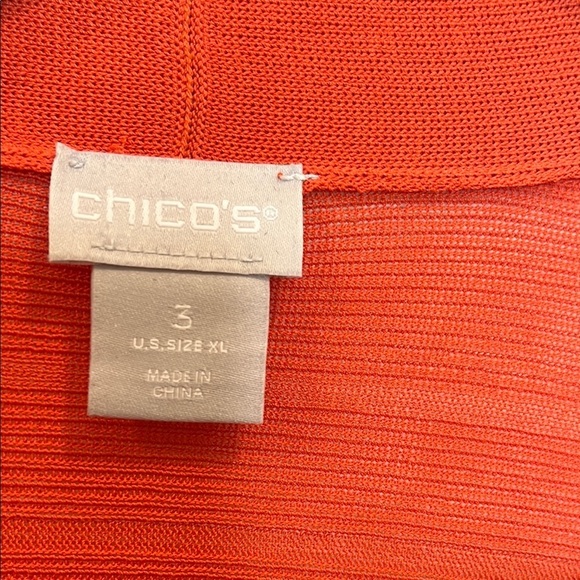 chico's®
3
U.S. SIZE XL
MADE IN
CHINA